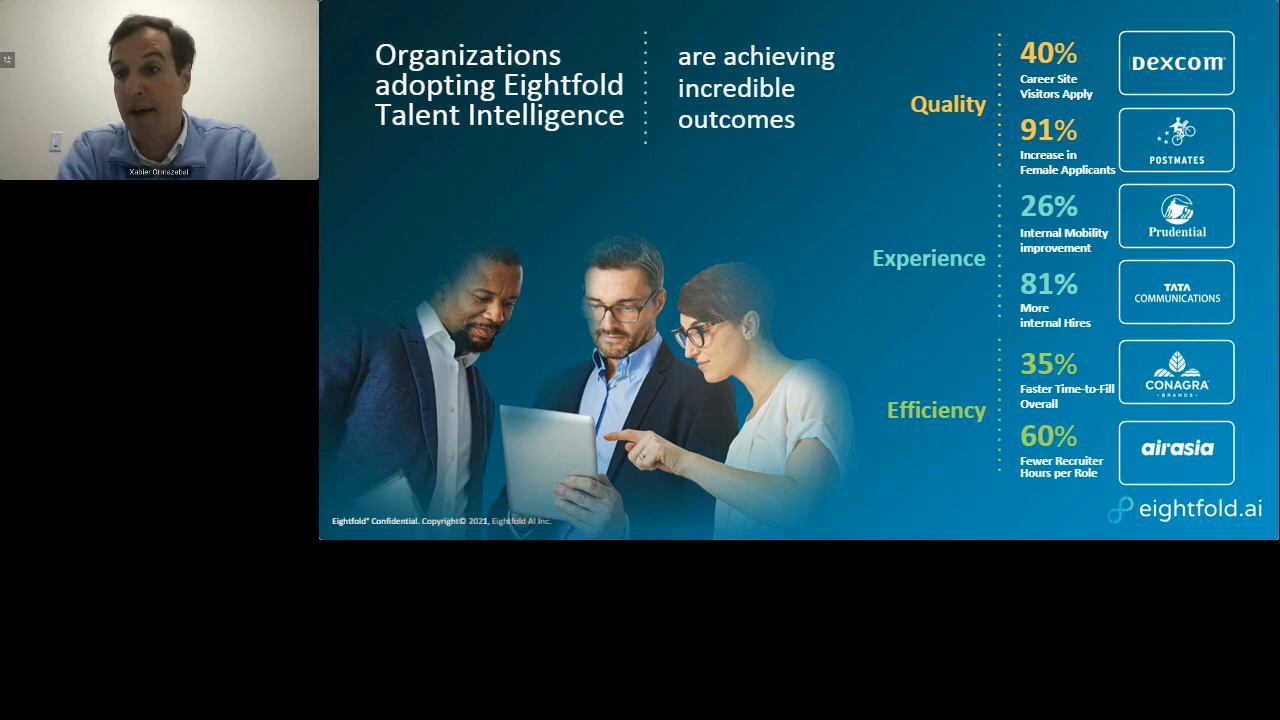 Xabier Ormazabal
Organizations
adopting Eightfold
Talent Intelligence
are achieving
incredible
outcomes
Quality
40%
Career Site
Visitors Apply
Dexcom
91%
Increase in
Female Applicants
POSTMATES
Experience
26%
Internal Mobility
improvement
Prudential
81%
More
internal Hires
TATA
COMMUNICATIONS
Efficiency
35%
Faster Time-to-Fill
Overall
CONAGRA
BRANDS
60%
Fewer Recruiter
Hours per Role
airasia
Eightfold® Confidential. Copyright© 2021, Eightfold AI Inc.
eightfold.ai